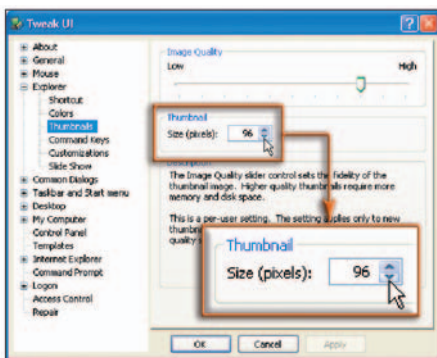 Tweak UI
About
General
Mouse
Explorer
Shortcut
Colors
Thumbnails
Command Keys
Customizations
Slide Show
Common Dialogs
Taskbar and Start menu
Desktop
My Computer
Control Panel
Templates
Internet Explorer
Command Prompt
Logon
Access Control
Repair
Image Quality
Low High
Thumbnail
Size (pixels): 96
Description
The Image Quality slider control sets the fidelity of the
thumbnail image. Higher quality thumbnails require more
memory and disk space.
This is a per-user setting. The setting applies only to new
thumbn
quality s
Thumbnail
Size (pixels): 96
OK Cancel Apply